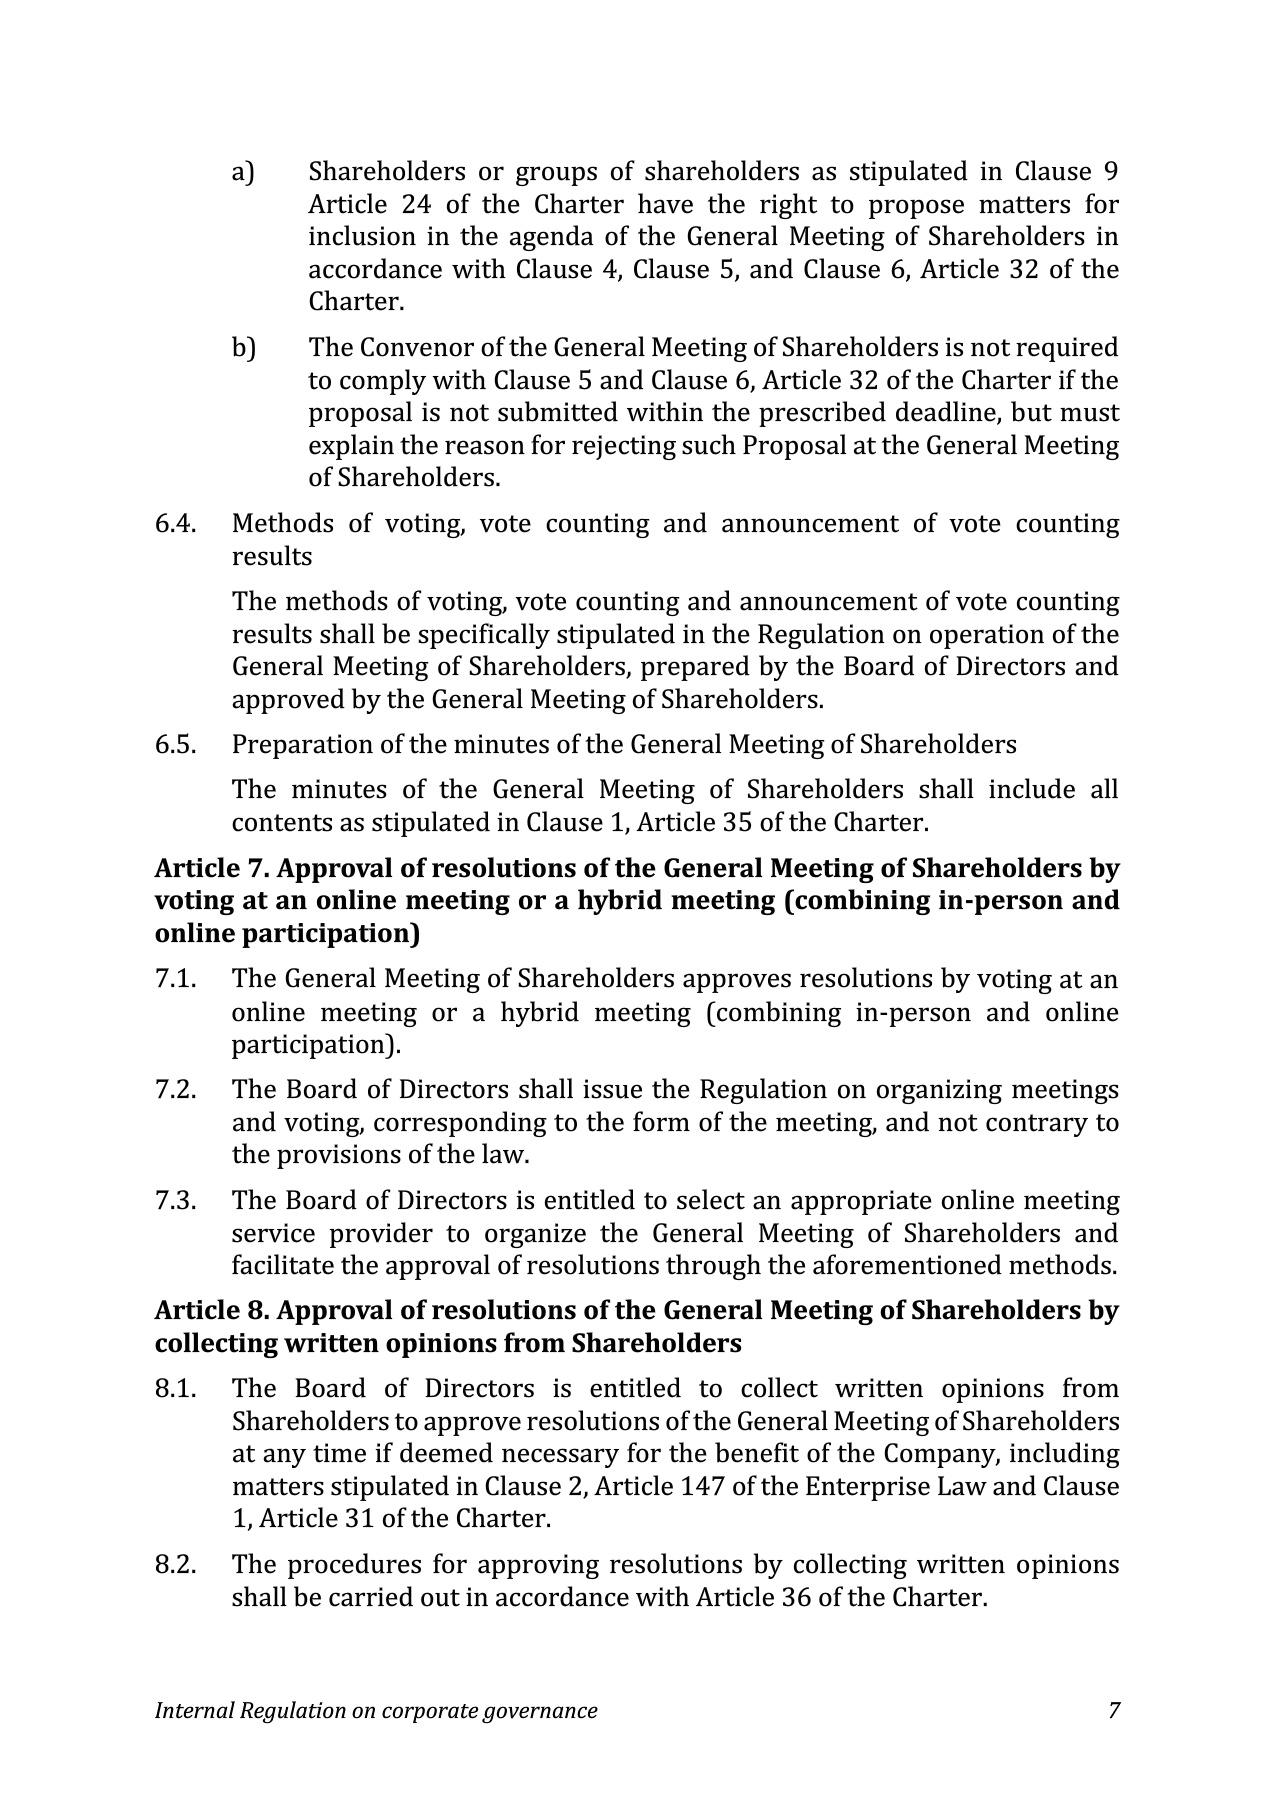 a) Shareholders or groups of shareholders as stipulated in Clause 9
Article 24 of the Charter have the right to propose matters for
inclusion in the agenda of the General Meeting of Shareholders in
accordance with Clause 4, Clause 5, and Clause 6, Article 32 of the
Charter.
b) The Convenor of the General Meeting of Shareholders is not required
to comply with Clause 5 and Clause 6, Article 32 of the Charter if the
proposal is not submitted within the prescribed deadline, but must
explain the reason for rejecting such Proposal at the General Meeting
of Shareholders.
6.4. Methods of voting, vote counting and announcement of vote counting
results
The methods of voting, vote counting and announcement of vote counting
results shall be specifically stipulated in the Regulation on operation of the
General Meeting of Shareholders, prepared by the Board of Directors and
approved by the General Meeting of Shareholders.
6.5. Preparation of the minutes of the General Meeting of Shareholders
The minutes of the General Meeting of Shareholders shall include all
contents as stipulated in Clause 1, Article 35 of the Charter.
Article 7. Approval of resolutions of the General Meeting of Shareholders by
voting at an online meeting or a hybrid meeting (combining in-person and
online participation)
7.1. The General Meeting of Shareholders approves resolutions by voting at an
online meeting or a hybrid meeting (combining in-person and online
participation).
7.2. The Board of Directors shall issue the Regulation on organizing meetings
and voting, corresponding to the form of the meeting, and not contrary to
the provisions of the law.
7.3. The Board of Directors is entitled to select an appropriate online meeting
service provider to organize the General Meeting of Shareholders and
facilitate the approval of resolutions through the aforementioned methods.
Article 8. Approval of resolutions of the General Meeting of Shareholders by
collecting written opinions from Shareholders
8.1. The Board of Directors is entitled to collect written opinions from
Shareholders to approve resolutions of the General Meeting of Shareholders
at any time if deemed necessary for the benefit of the Company, including
matters stipulated in Clause 2, Article 147 of the Enterprise Law and Clause
1, Article 31 of the Charter.
8.2. The procedures for approving resolutions by collecting written opinions
shall be carried out in accordance with Article 36 of the Charter.
Internal Regulation on corporate governance 7